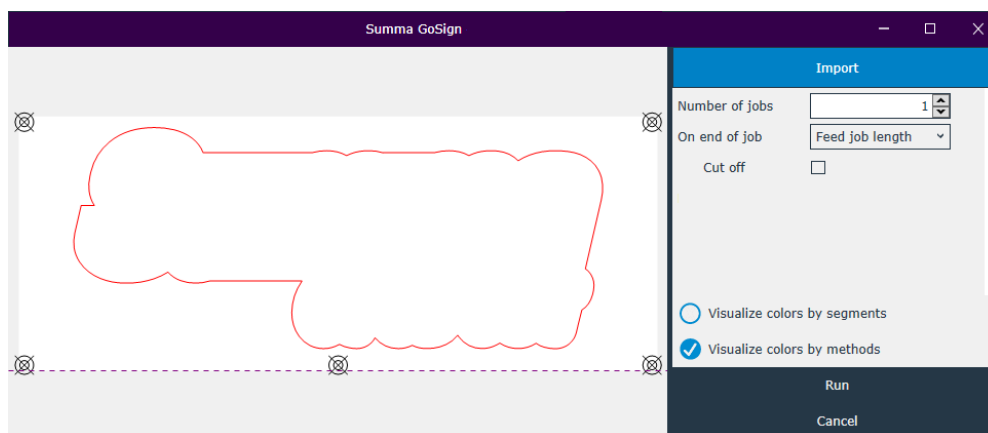 Summa GoSign
Import
Number of jobs 1
On end of job Feed job length
Cut off
Visualize colors by segments
Visualize colors by methods
Run
Cancel